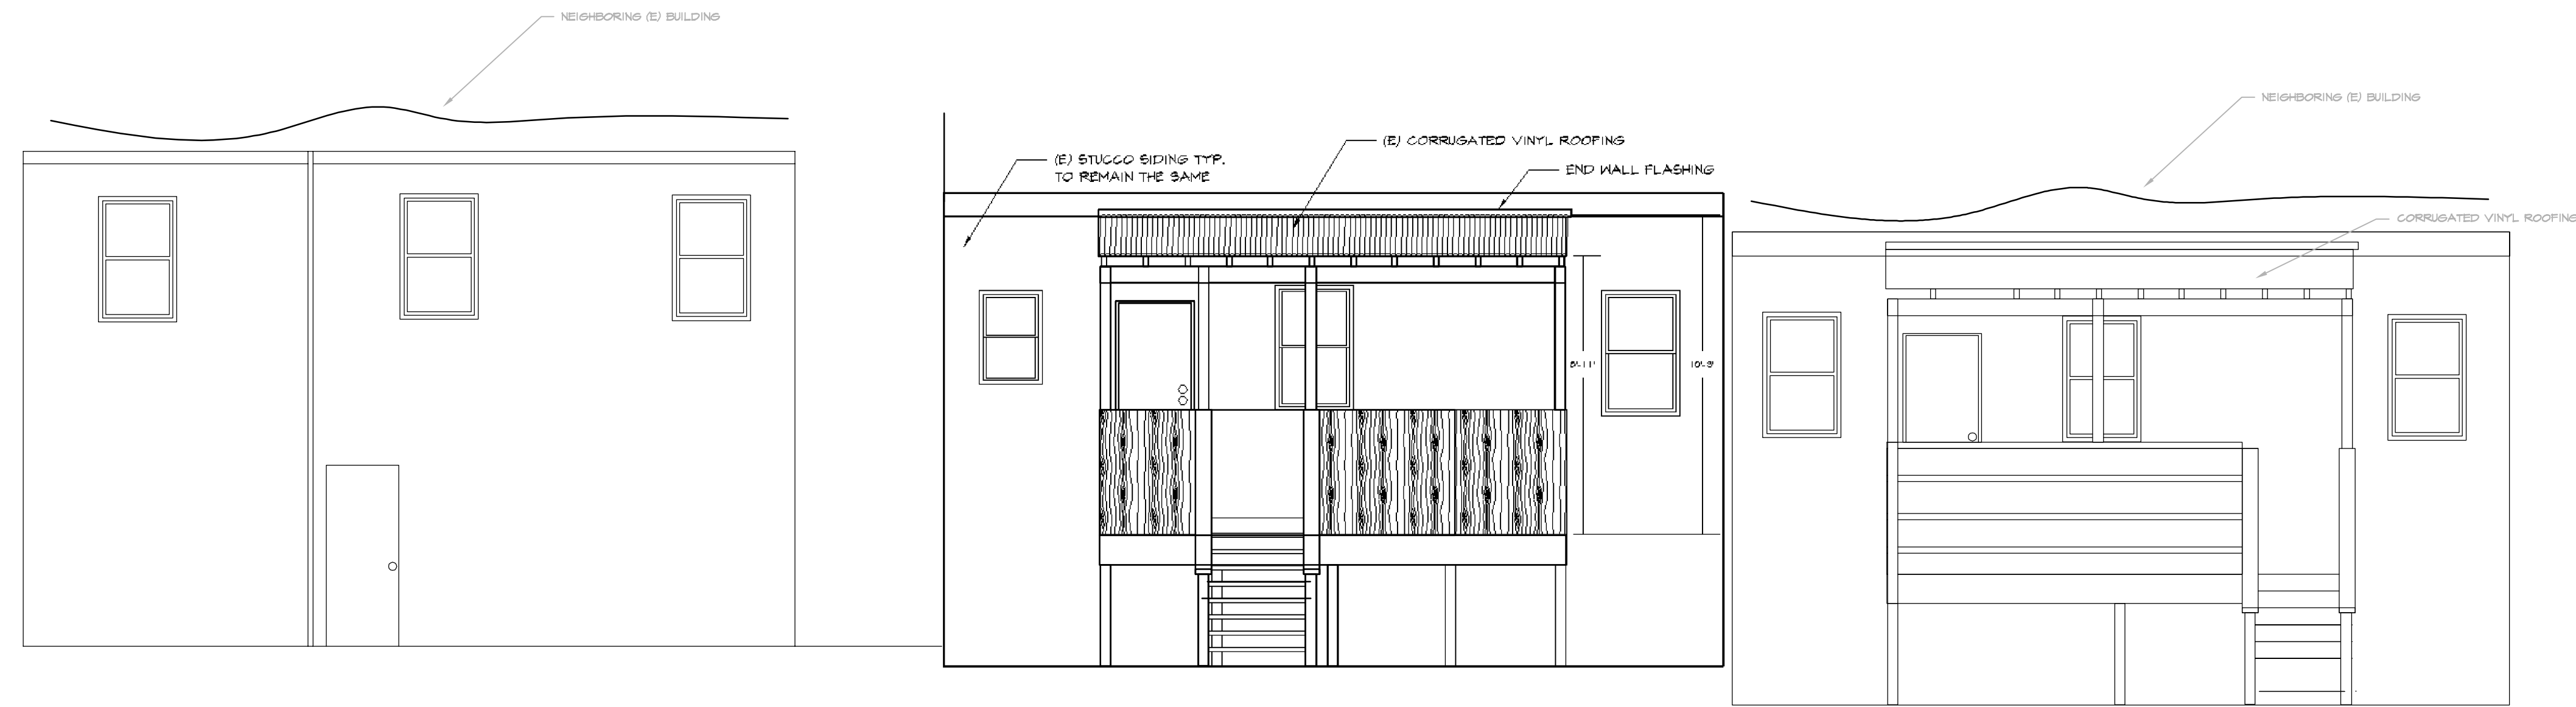 NEIGHBORING (E) BUILDING
(E) STUCCO SIDING TYP.
TO REMAIN THE SAME
(E) CORRUGATED VINYL ROOFING
END WALL FLASHING
10'-3"
NEIGHBORING (E) BUILDING
CORRUGATED VINYL ROOFING